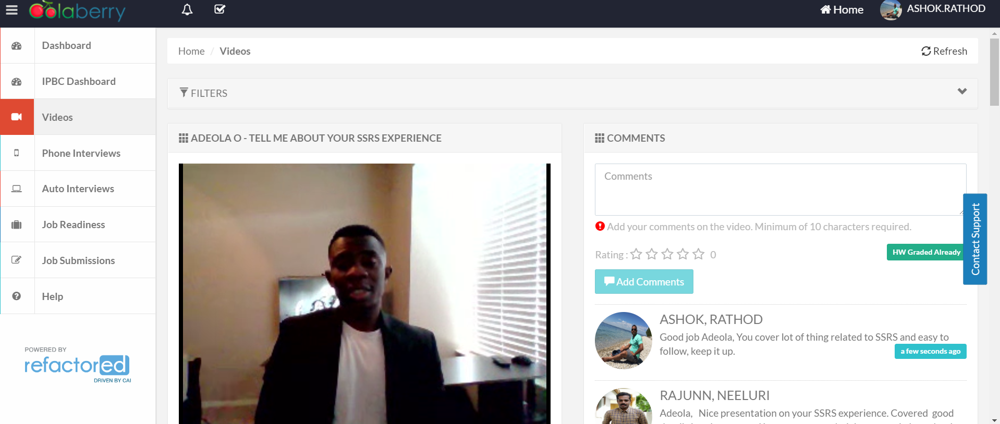 Colaberry
Home
ASHOK.RATHOD
Dashboard
IPBC Dashboard
Videos
Phone Interviews
Auto Interviews
Job Readiness
Job Submissions
Help
POWERED BY
refactored
DRIVEN BY CAI
Home / Videos
Refresh
FILTERS
ADEOLA O - TELL ME ABOUT YOUR SSRS EXPERIENCE
COMMENTS
Comments
Add your comments on the video. Minimum of 10 characters required.
Rating : 0
HW Graded Already
Add Comments
Contact Support
ASHOK, RATHOD
Good job Adeola, You cover lot of thing related to SSRS and easy to
follow, keep it up.
a few seconds ago
RAJUNN, NEELURI
Adeola, Nice presentation on your SSRS experience. Covered good